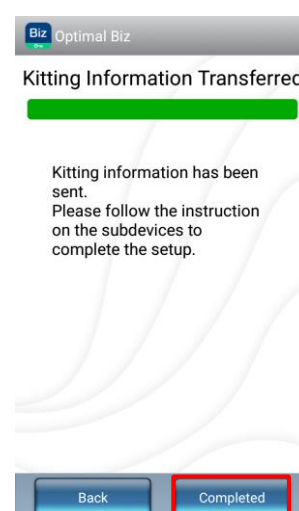 Biz
Optimal Biz
Kitting Information Transferred
Kitting information has been
sent.
Please follow the instruction
on the subdevices to
complete the setup.
Back
Completed